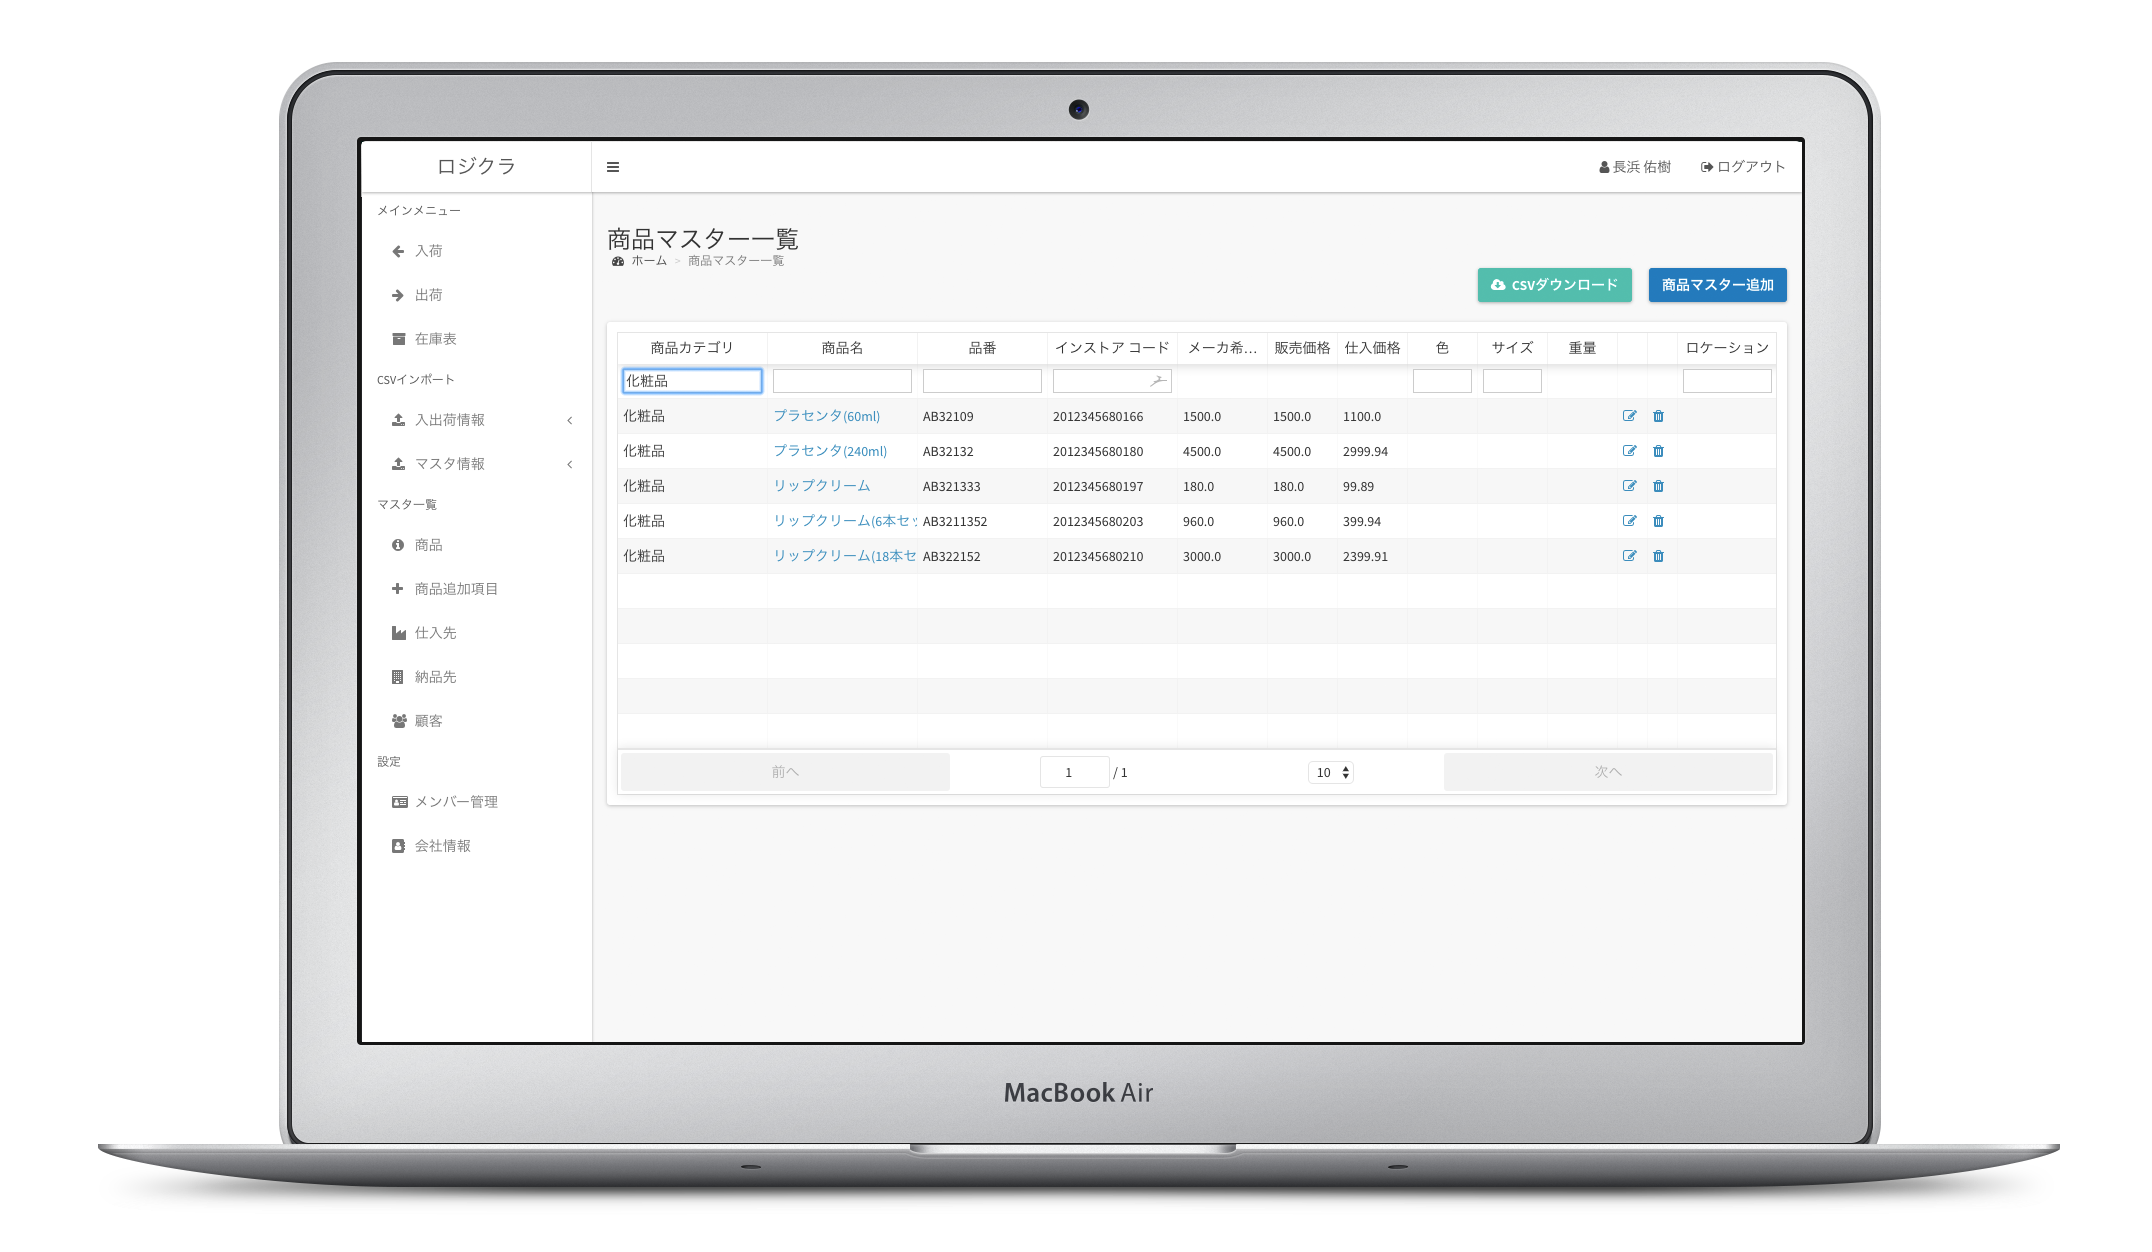 ロジクラ
長浜 佑樹 ログアウト
メインメニュー
入荷
出荷
在庫表
CSVインポート
入出荷情報
マスタ情報
マスター覧
商品
商品追加項目
仕入先
納品先
顧客
設定
メンバー管理
会社情報
商品マスター一覧
ホーム > 商品マスター一覧
CSVダウンロード 商品マスター追加
商品カテゴリ 商品名 品番 インストア コード メーカ希… 販売価格 仕入価格 色 サイズ 重量 ロケーション
化粧品
化粧品 プラセンタ(60ml) AB32109 2012345680166 1500.0 1500.0 1100.0
化粧品 プラセンタ(240ml) AB32132 2012345680180 4500.0 4500.0 2999.94
化粧品 リップクリーム AB321333 2012345680197 180.0 180.0 99.89
化粧品 リップクリーム(6本セッ AB3211352 2012345680203 960.0 960.0 399.94
化粧品 リップクリーム(18本セ AB322152 2012345680210 3000.0 3000.0 2399.91
前へ 1 / 1 10 次へ
MacBook Air